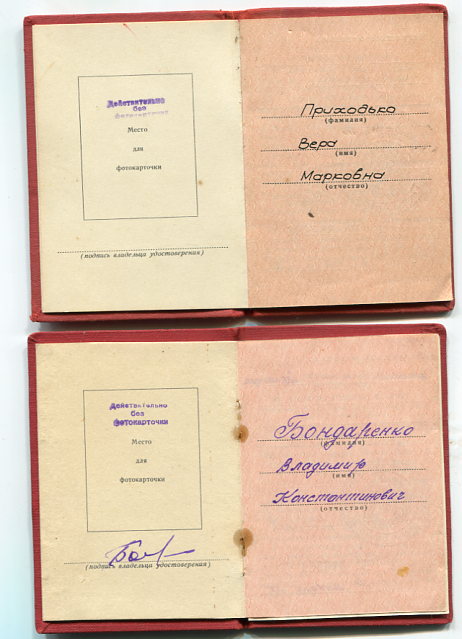 Действительно
без
фотокарточки
Место
для
фотокарточки
(подпись владельца удостоверения)
Приходько
(фамилия)
Вера
(имя)
Марковна
(отчество)
Действительно
без
фотокарточки
Место
для
фотокарточки
(подпись владельца удостоверения)
Бондаренко
(фамилия)
Владимир
(имя)
Константинович
(отчество)